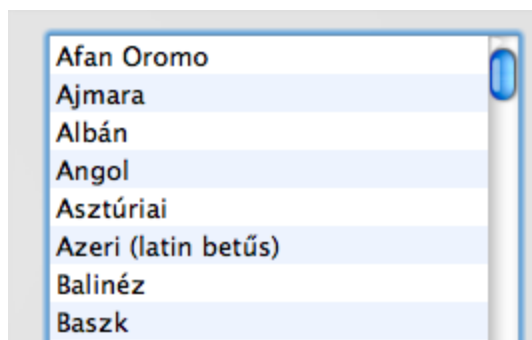 Afan Oromo
Ajmara
Albán
Angol
Asztúriai
Azeri (latin betűs)
Balinéz
Baszk